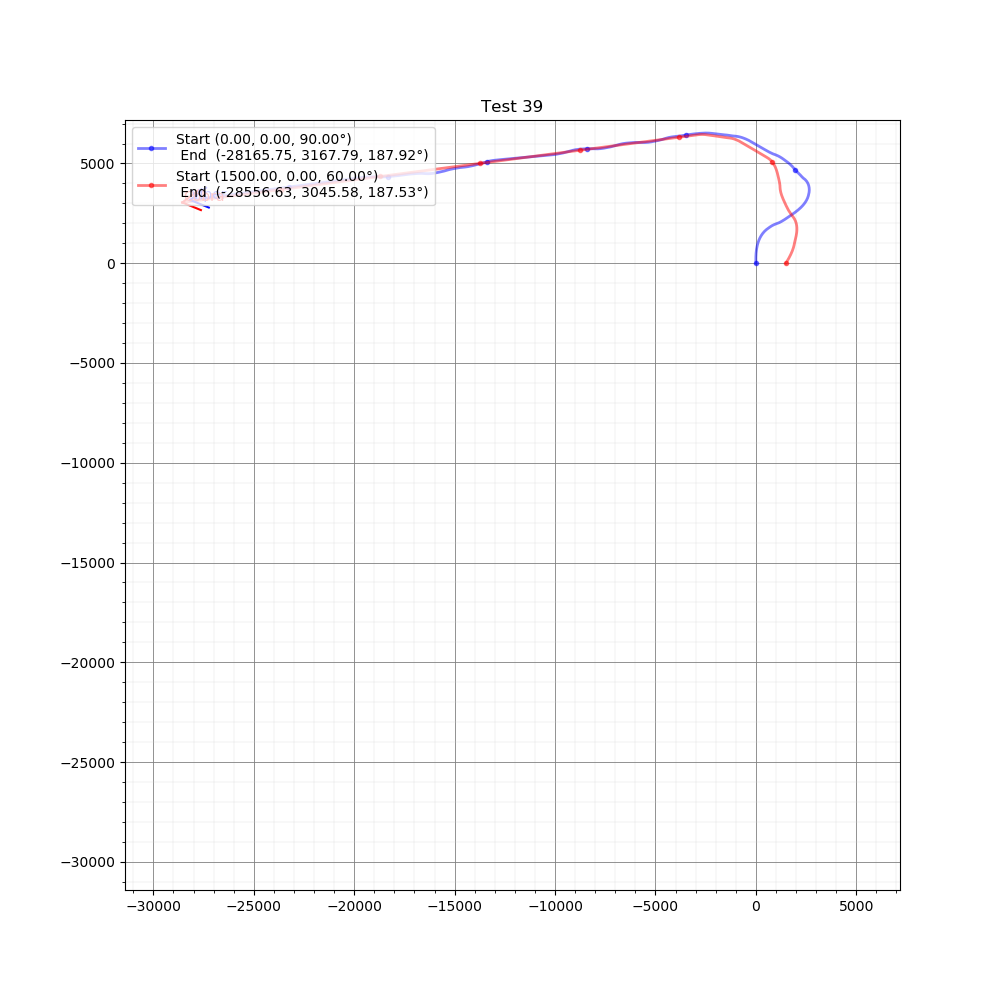 Test 39
Start (0.00, 0.00, 90.00°)
End (-28165.75, 3167.79, 187.92°)
Start (1500.00, 0.00, 60.00°)
End (-28556.63, 3045.58, 187.53°)
5000
0
−5000
−10000
−15000
−20000
−25000
−30000
−30000 −25000 −20000 −15000 −10000 −5000 0 5000